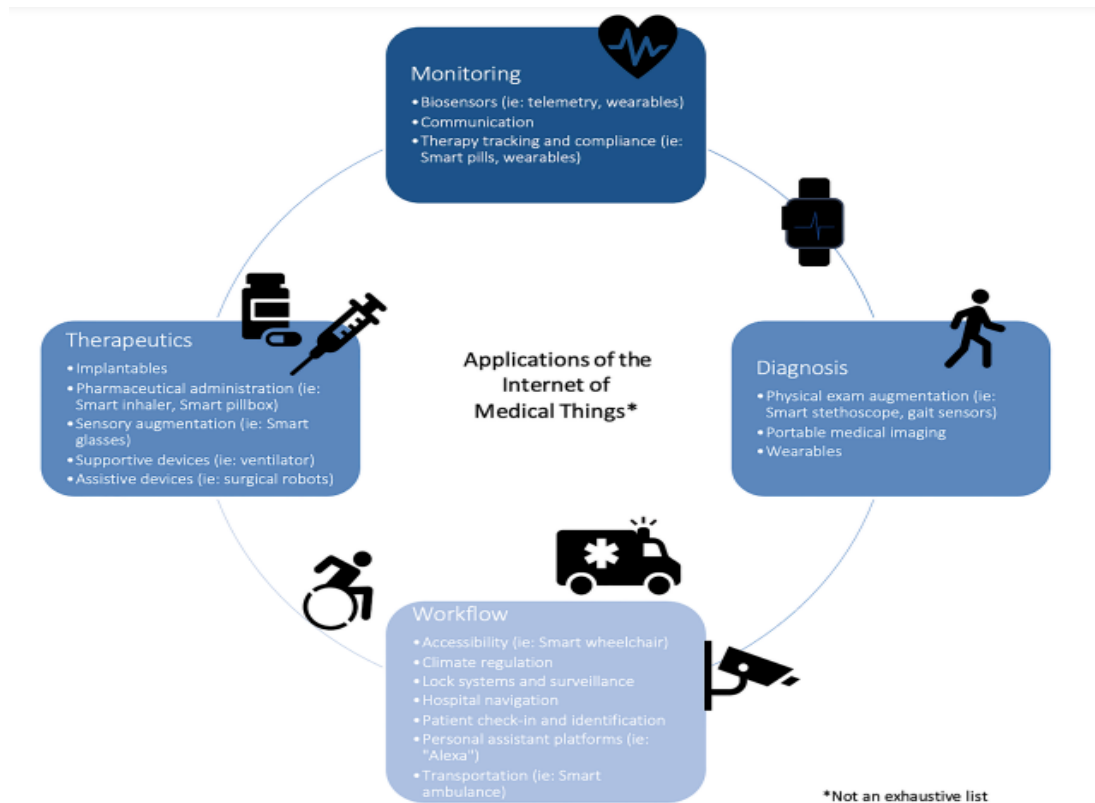 Monitoring
•Biosensors (ie: telemetry, wearables)
•Communication
•Therapy tracking and compliance (ie:
Smart pills, wearables)
Therapeutics
•Implantables
•Pharmaceutical administration (ie:
Smart inhaler, Smart pillbox)
•Sensory augmentation (ie: Smart
glasses)
•Supportive devices (ie: ventilator)
•Assistive devices (ie: surgical robots)
Applications of the
Internet of
Medical Things*
Diagnosis
•Physical exam augmentation (ie:
Smart stethoscope, gait sensors)
•Portable medical imaging
•Wearables
Workflow
•Accessibility (ie: Smart wheelchair)
•Climate regulation
•Lock systems and surveillance
•Hospital navigation
•Patient check-in and identification
•Personal assistant platforms (ie:
"Alexa")
•Transportation (ie: Smart
ambulance)
*Not an exhaustive list